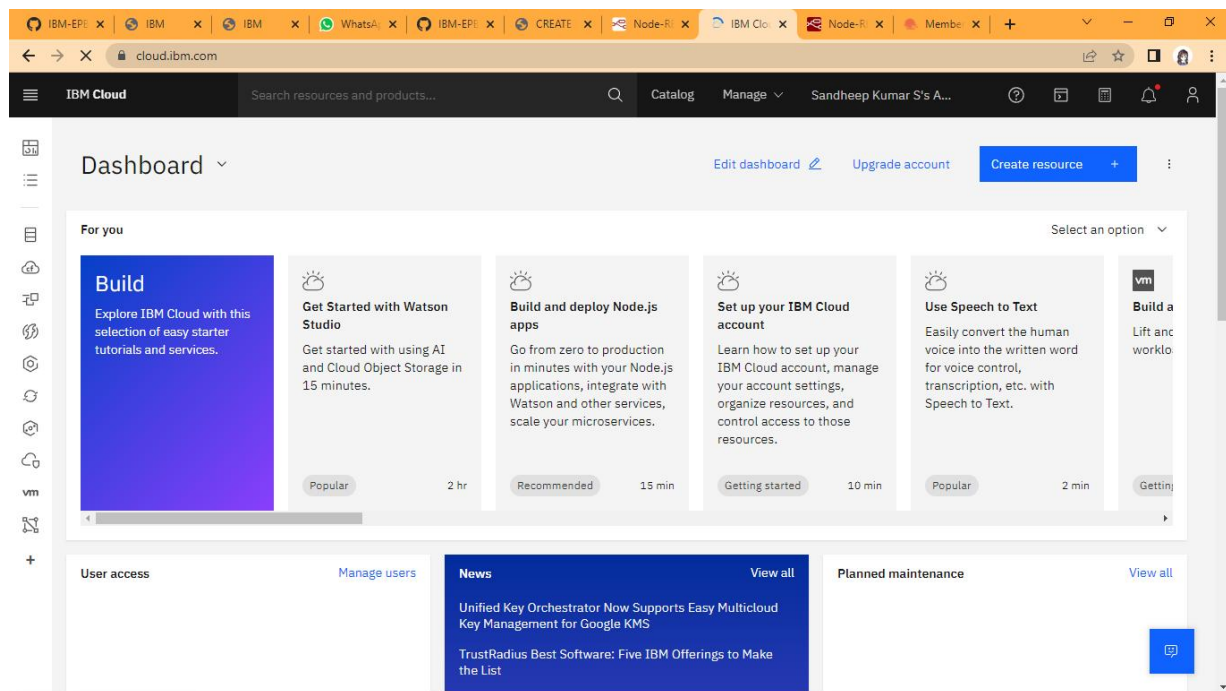 IBM-EPE
IBM
IBM
WhatsA
IBM-EPE
CREATE
Node-R
IBM Clo
Node-R
Membe
cloud.ibm.com
IBM Cloud
Search resources and products...
Catalog
Manage
Sandheep Kumar S's A...
Dashboard
Edit dashboard
Upgrade account
Create resource +
For you
Select an option
Build
Explore IBM Cloud with this
selection of easy starter
tutorials and services.
Get Started with Watson
Studio
Get started with using AI
and Cloud Object Storage in
15 minutes.
Popular
2 hr
Build and deploy Node.js
apps
Go from zero to production
in minutes with your Node.js
applications, integrate with
Watson and other services,
scale your microservices.
Recommended
15 min
Set up your IBM Cloud
account
Learn how to set up your
IBM Cloud account, manage
your account settings,
organize resources, and
control access to those
resources.
Getting started
10 min
Use Speech to Text
Easily convert the human
voice into the written word
for voice control,
transcription, etc. with
Speech to Text.
Popular
2 min
vm
Build a
Lift and
worklo
Getting
vm
User access
Manage users
News
View all
Unified Key Orchestrator Now Supports Easy Multicloud
Key Management for Google KMS
TrustRadius Best Software: Five IBM Offerings to Make
the List
Planned maintenance
View all